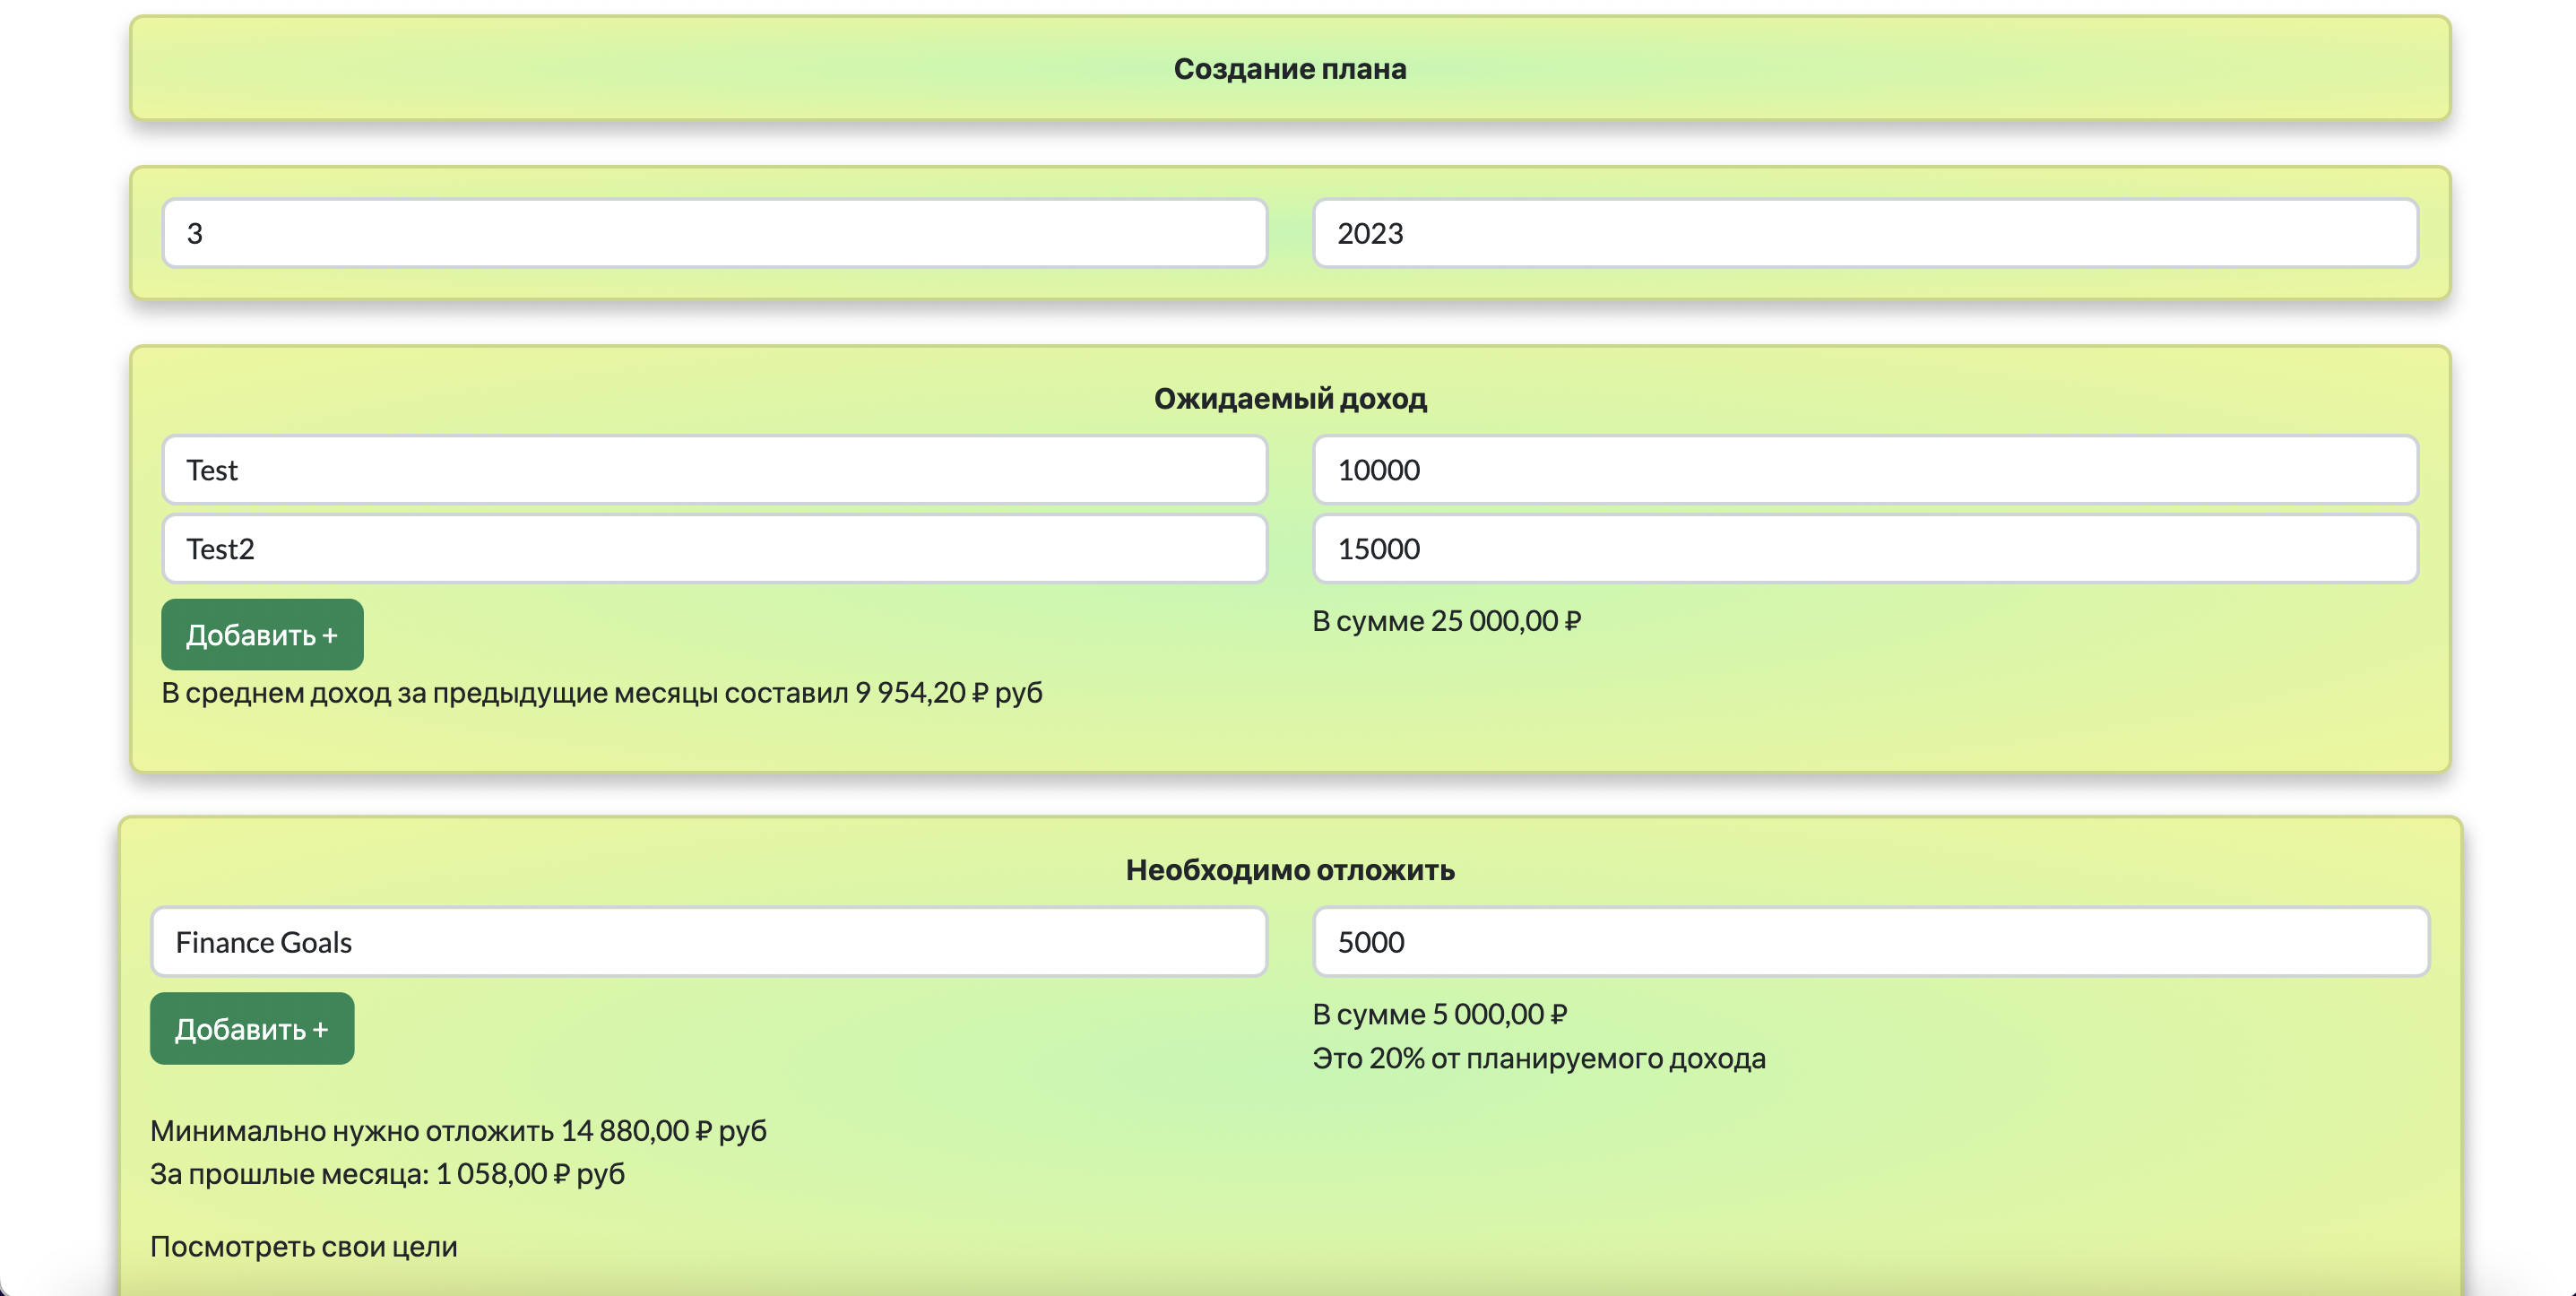 Создание плана
3
2023
Ожидаемый доход
Test
10000
Test2
15000
Добавить +
В сумме 25 000,00 ₽
В среднем доход за предыдущие месяцы составил 9 954,20 ₽ руб
Необходимо отложить
Finance Goals
5000
Добавить +
В сумме 5 000,00 ₽
Это 20% от планируемого дохода
Минимально нужно отложить 14 880,00 ₽ руб
За прошлые месяца: 1 058,00 ₽ руб
Посмотреть свои цели